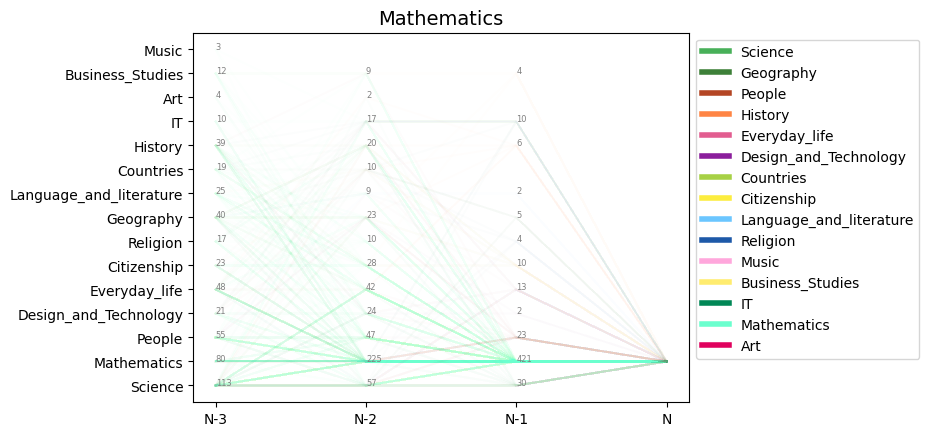 Mathematics
Music 3
Business_Studies 12 9 4
Art 4 2
IT 10 17 10
History 39 20 6
Countries 19 10
Language_and_literature 25 9 2
Geography 40 23 5
Religion 17 10 4
Citizenship 23 28 10
Everyday_life 48 42 13
Design_and_Technology 21 24 2
People 55 47 23
Mathematics 80 225 421
Science 113 57 30
N-3 N-2 N-1 N
Science
Geography
People
History
Everyday_life
Design_and_Technology
Countries
Citizenship
Language_and_literature
Religion
Music
Business_Studies
IT
Mathematics
Art